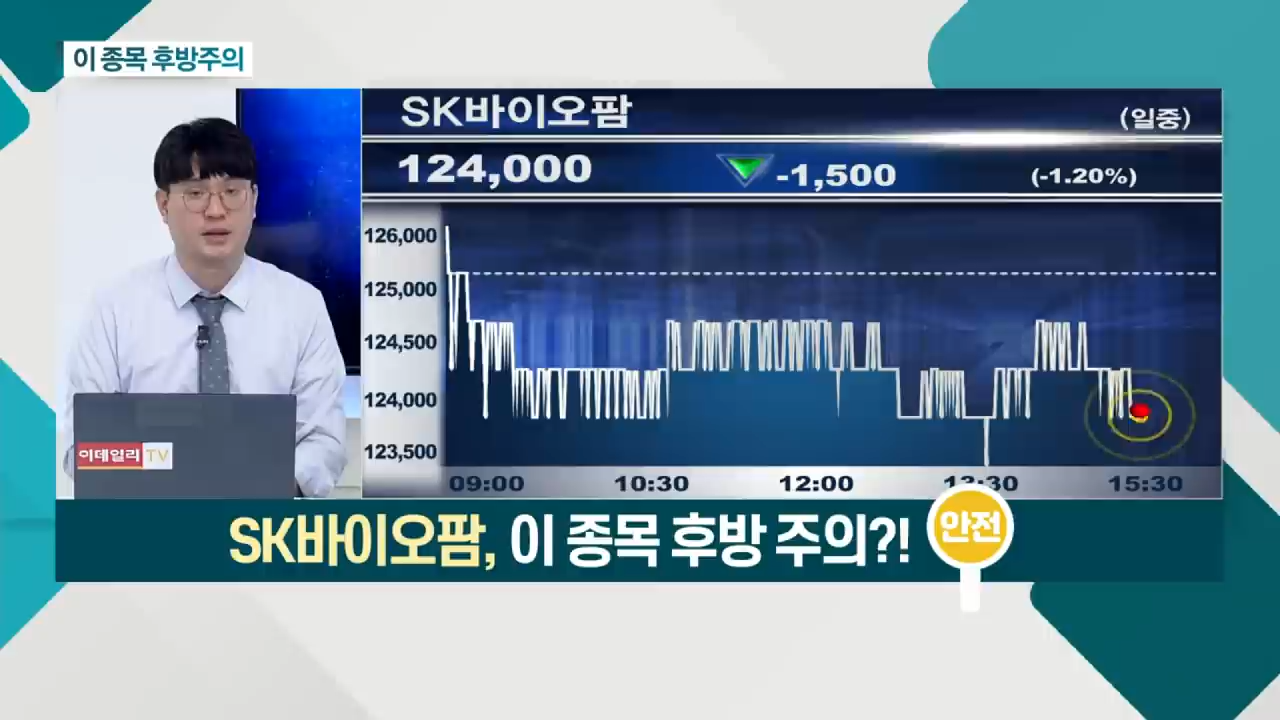 이 종목 후방주의
SK바이오팜
(일중)
124,000
-1,500
(-1.20%)
126,000
125,000
124,500
124,000
123,500
09:00
10:30
12:00
13:30
15:30
이데일리 TV
SK바이오팜, 이 종목 후방 주의?!
안전